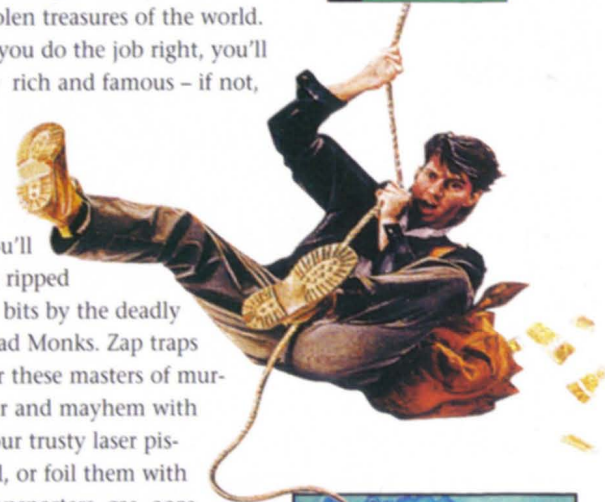 olen treasures of the world.
you do the job right, you'll
rich and famous – if not,
u'll
ripped
bits by the deadly
ad Monks. Zap traps
r these masters of mur-
r and mayhem with
ur trusty laser pis-
l, or foil them with